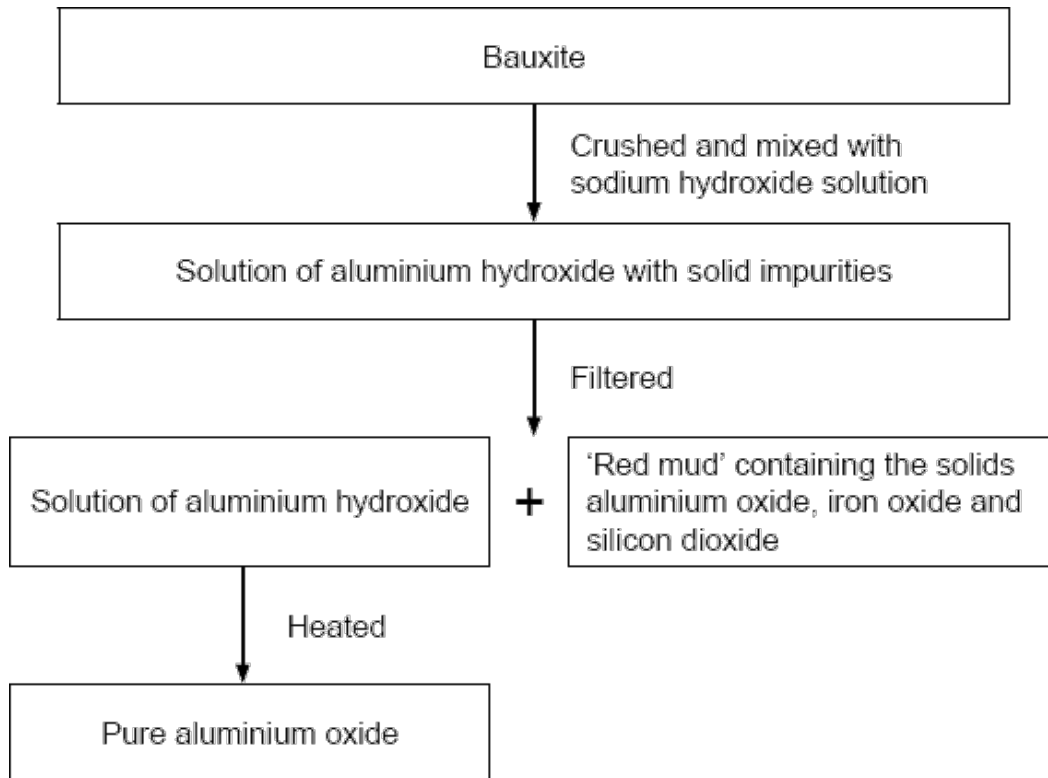 Bauxite
Crushed and mixed with
sodium hydroxide solution
Solution of aluminium hydroxide with solid impurities
Filtered
Solution of aluminium hydroxide
+
‘Red mud’ containing the solids
aluminium oxide, iron oxide and
silicon dioxide
Heated
Pure aluminium oxide